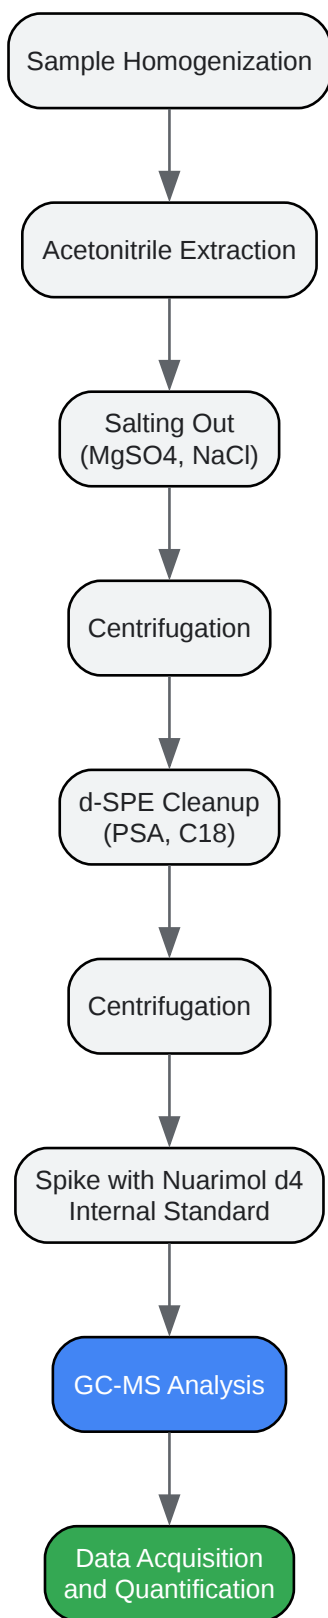 Sample Homogenization
Acetonitrile Extraction
Salting Out
(MgSO4, NaCl)
Centrifugation
d-SPE Cleanup
(PSA, C18)
Centrifugation
Spike with Nuarimol d4
Internal Standard
GC-MS Analysis
Data Acquisition
and Quantification